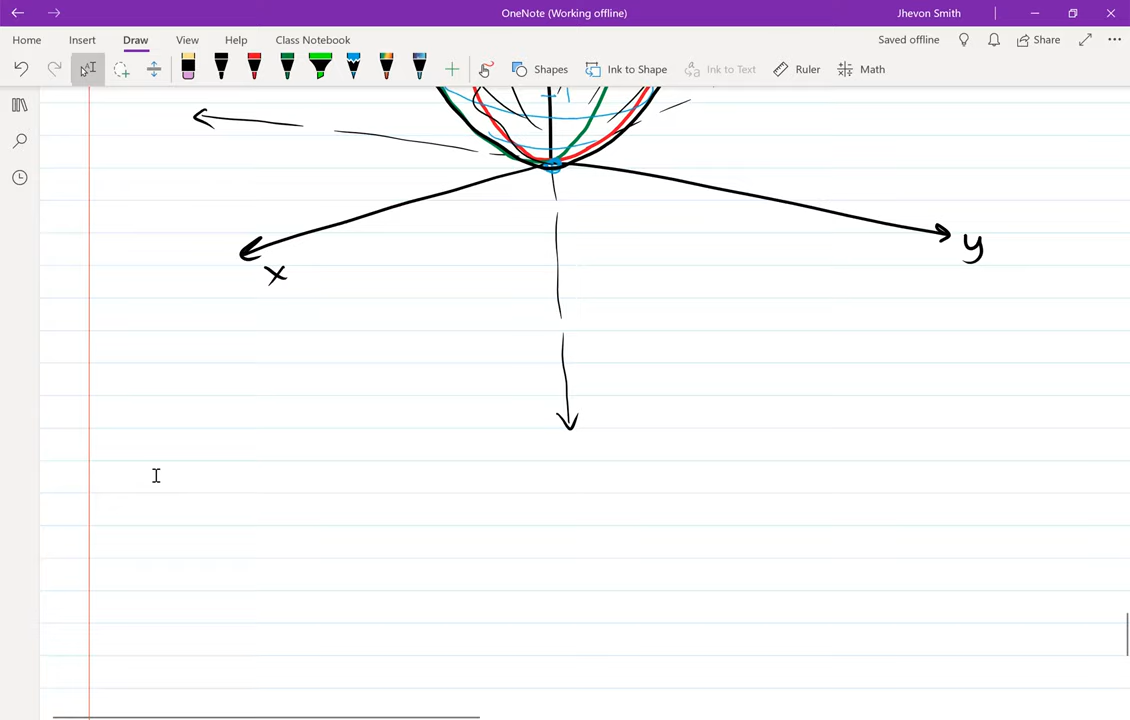 OneNote (Working offline)
Jhevon Smith
Home Insert Draw View Help Class Notebook
Saved offline
Share
Shapes
Ink to Shape
Ink to Text
Ruler
Math
1
x
y